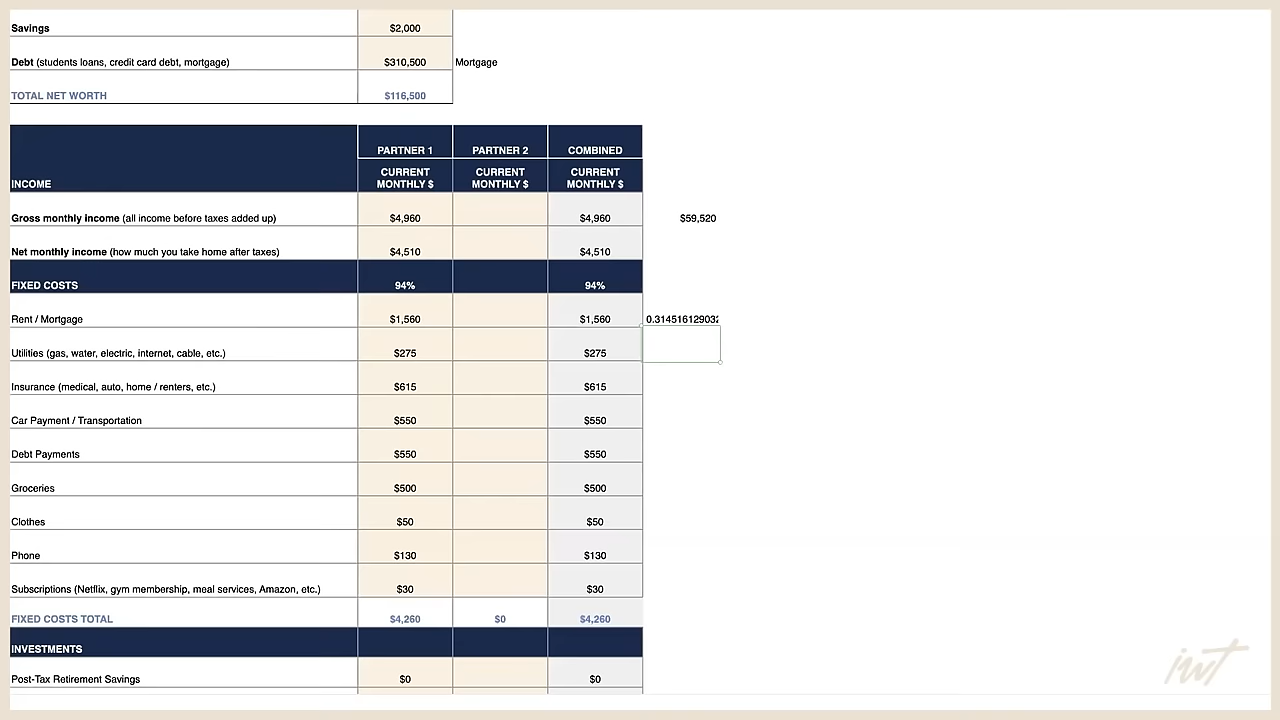 Savings $2,000
Debt (students loans, credit card debt, mortgage) $310,500 Mortgage
TOTAL NET WORTH $116,500
PARTNER 1 PARTNER 2 COMBINED
INCOME CURRENT MONTHLY $ CURRENT MONTHLY $ CURRENT MONTHLY $
Gross monthly income (all income before taxes added up) $4,960 $4,960 $59,520
Net monthly income (how much you take home after taxes) $4,510 $4,510
FIXED COSTS 94% 94%
Rent / Mortgage $1,560 $1,560 0.314516129032
Utilities (gas, water, electric, internet, cable, etc.) $275 $275
Insurance (medical, auto, home / renters, etc.) $615 $615
Car Payment / Transportation $550 $550
Debt Payments $550 $550
Groceries $500 $500
Clothes $50 $50
Phone $130 $130
Subscriptions (Netflix, gym membership, meal services, Amazon, etc.) $30 $30
FIXED COSTS TOTAL $4,260 $0 $4,260
INVESTMENTS
Post-Tax Retirement Savings $0 $0
iwt